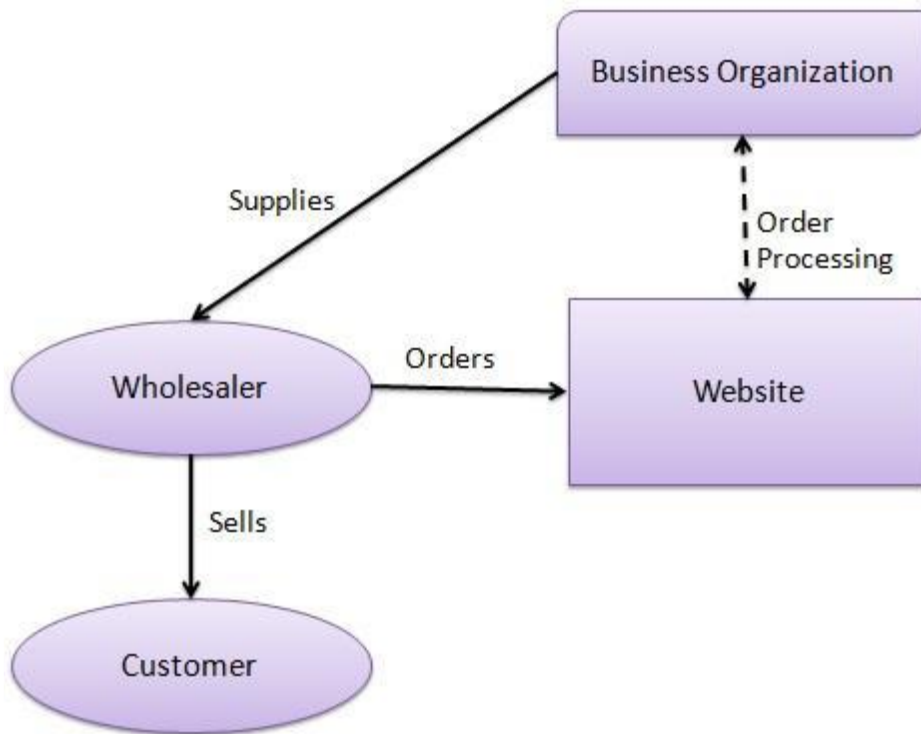 Business Organization
Supplies
Order
Processing
Wholesaler
Orders
Website
Sells
Customer